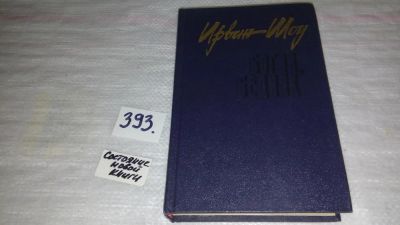 Ирвин Шоу
393.
Состояние
новой
книги